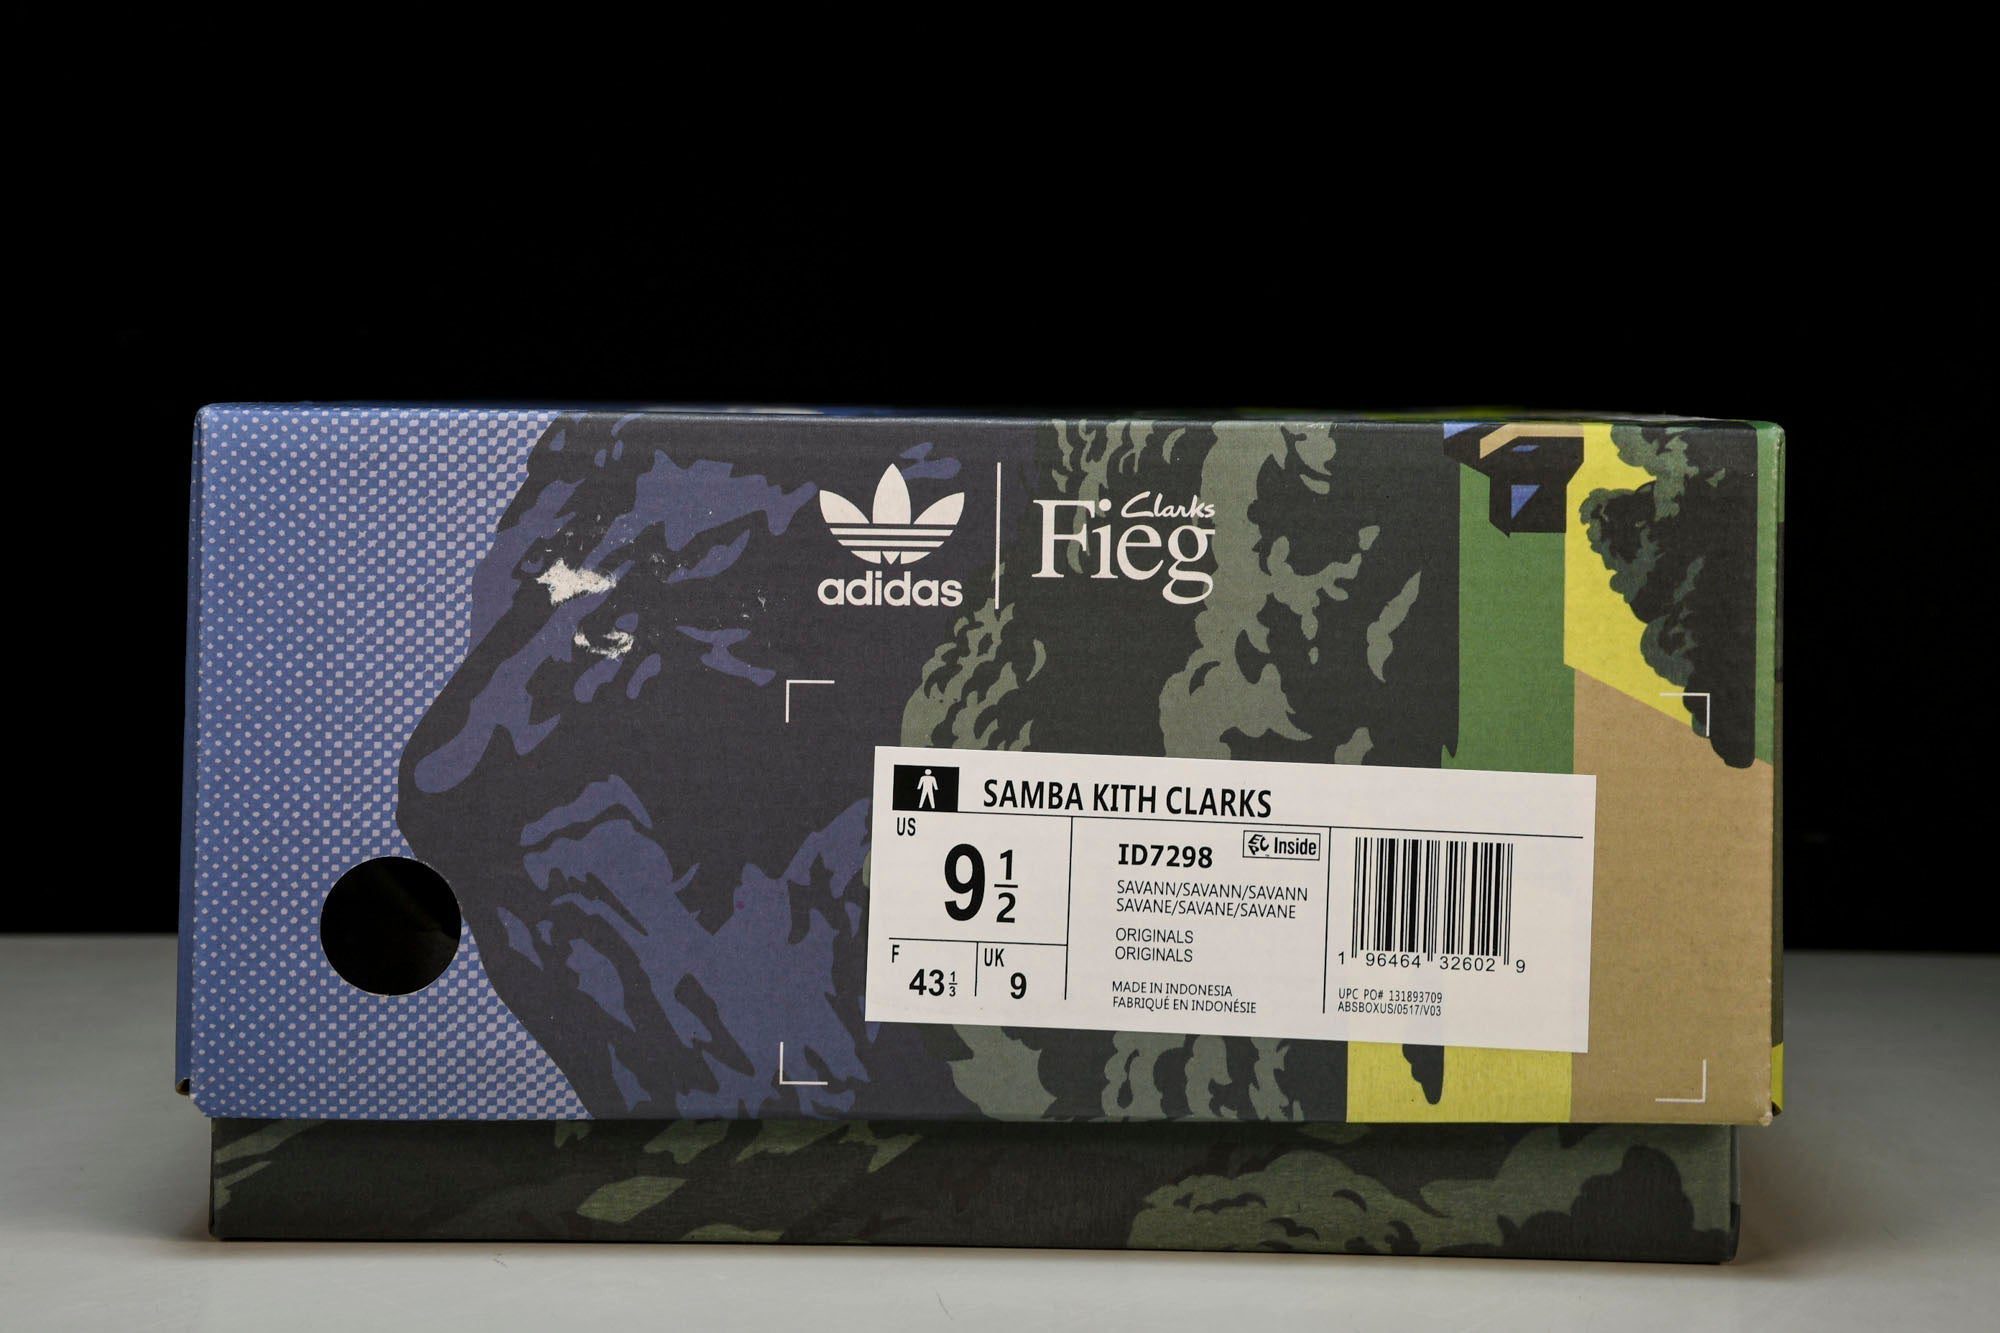 adidas
Clarks
Fieg
SAMBA KITH CLARKS
US
9 1/2
F
43 1/3
UK
9
ID7298
Inside
SAVANN/SAVANN/SAVANN
SAVANE/SAVANE/SAVANE
ORIGINALS
ORIGINALS
MADE IN INDONESIA
FABRIQUÉ EN INDONÉSIE
1 96464 32602 9
UPC PO# 131893709
ABSBOXUS/0517/V03